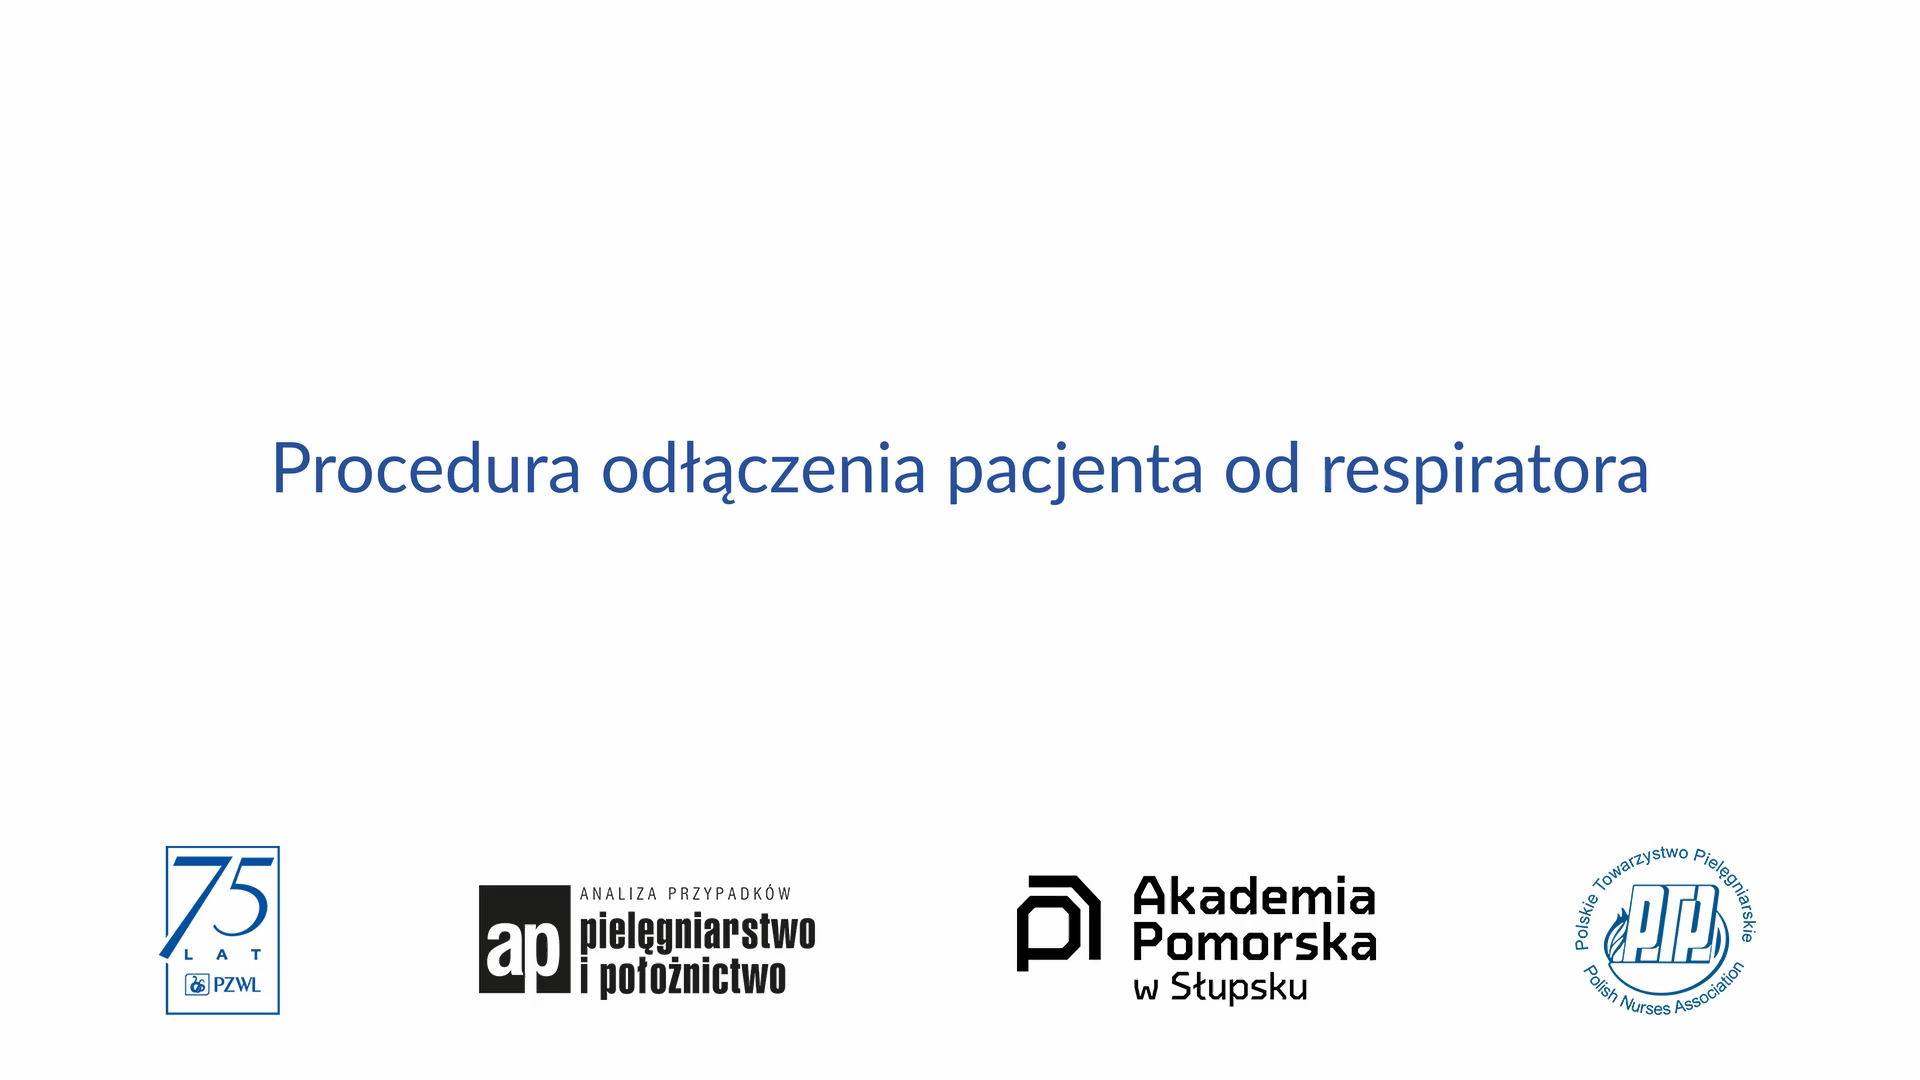 Procedura odłączenia pacjenta od respiratora
75
LAT
PZWL
ap
ANALIZA PRZYPADKÓW
pielęgniarstwo
i położnictwo
Akademia
Pomorska
w Słupsku
Polskie Towarzystwo Pielęgniarskie
PTP
Polish Nurses Association